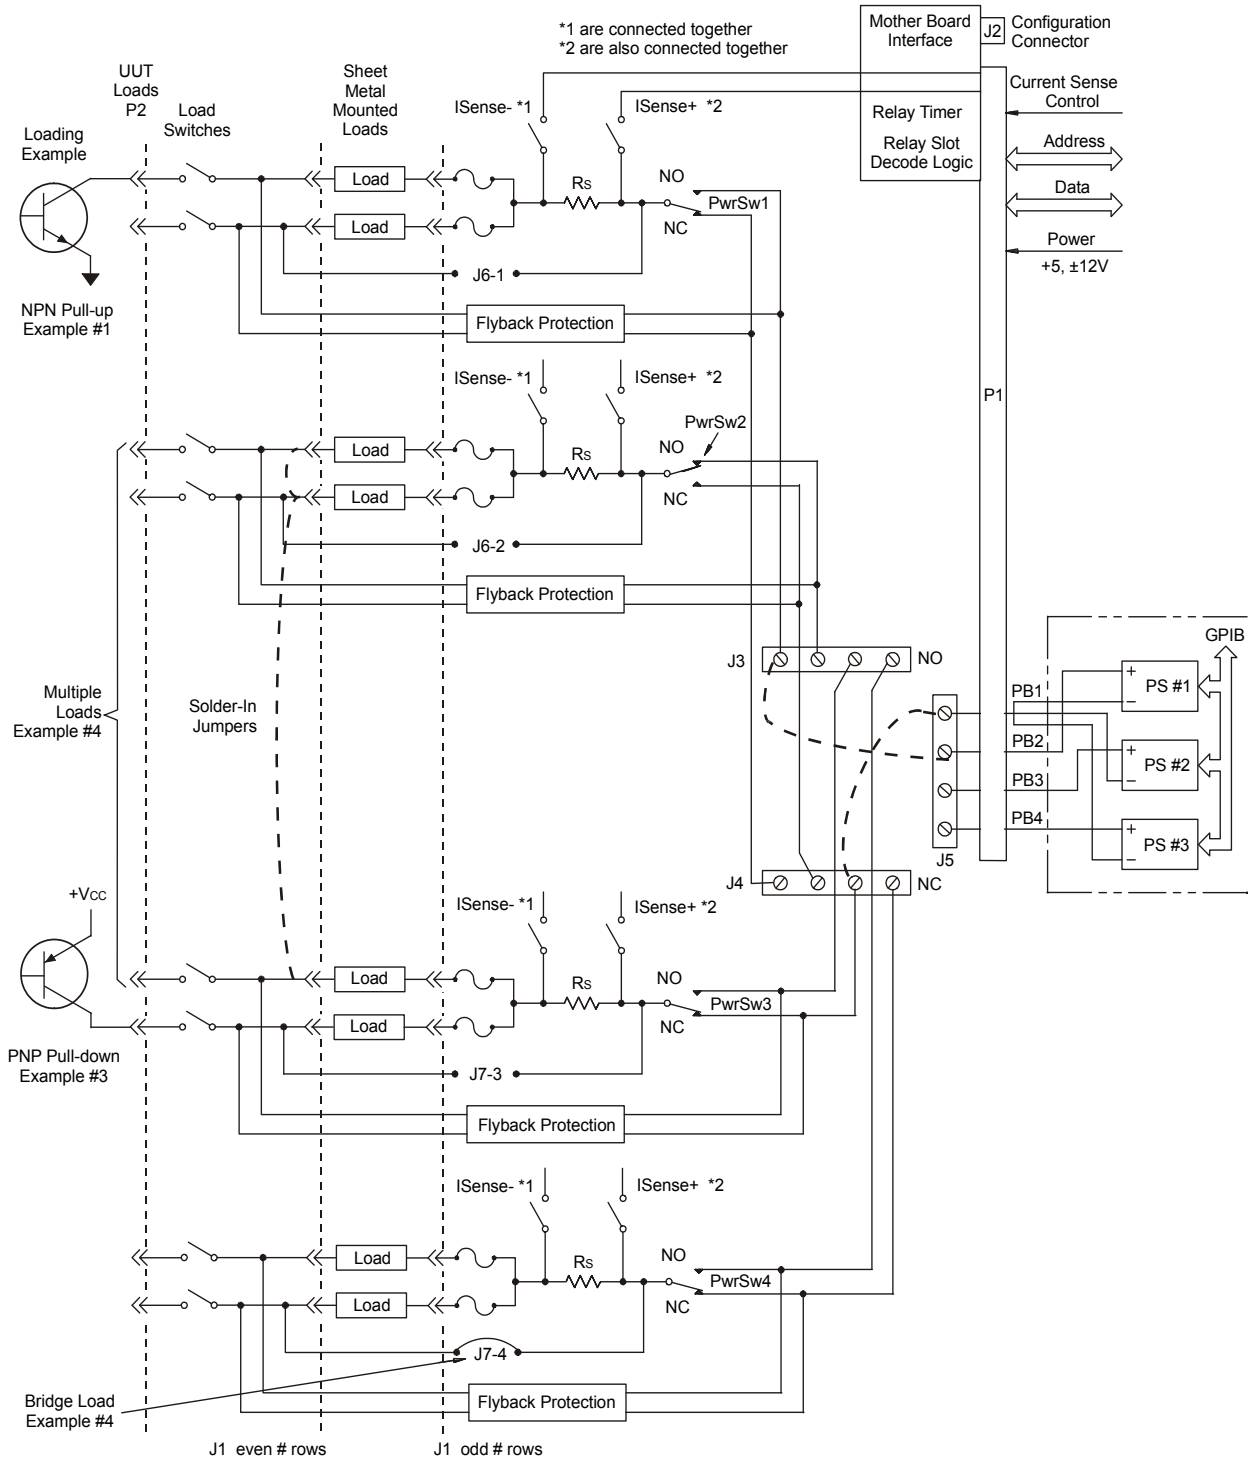 *1 are connected together
*2 are also connected together
Mother Board
Interface
J2
Configuration
Connector
UUT
Loads
P2
Load
Switches
Sheet
Metal
Mounted
Loads
ISense- *1
ISense+ *2
Relay Timer
Relay Slot
Decode Logic
Current Sense
Control
Address
Data
Power
+5, ±12V
Loading
Example
Load
Rs
NO
PwrSw1
NC
Load
J6-1
NPN Pull-up
Example #1
Flyback Protection
ISense- *1
ISense+ *2
P1
PwrSw2
Load
Rs
NO
NC
Load
J6-2
Flyback Protection
GPIB
J3
NO
PS #1
+
-
PB1
Multiple
Loads
Example #4
Solder-In
Jumpers
PB2
+
-
PS #2
PB3
PB4
+
-
PS #3
J5
J4
NC
+Vcc
ISense- *1
ISense+ *2
Load
Rs
NO
PwrSw3
NC
Load
PNP Pull-down
Example #3
J7-3
Flyback Protection
ISense- *1
ISense+ *2
Load
Rs
NO
PwrSw4
NC
Load
J7-4
Bridge Load
Example #4
Flyback Protection
J1 even # rows
J1 odd # rows